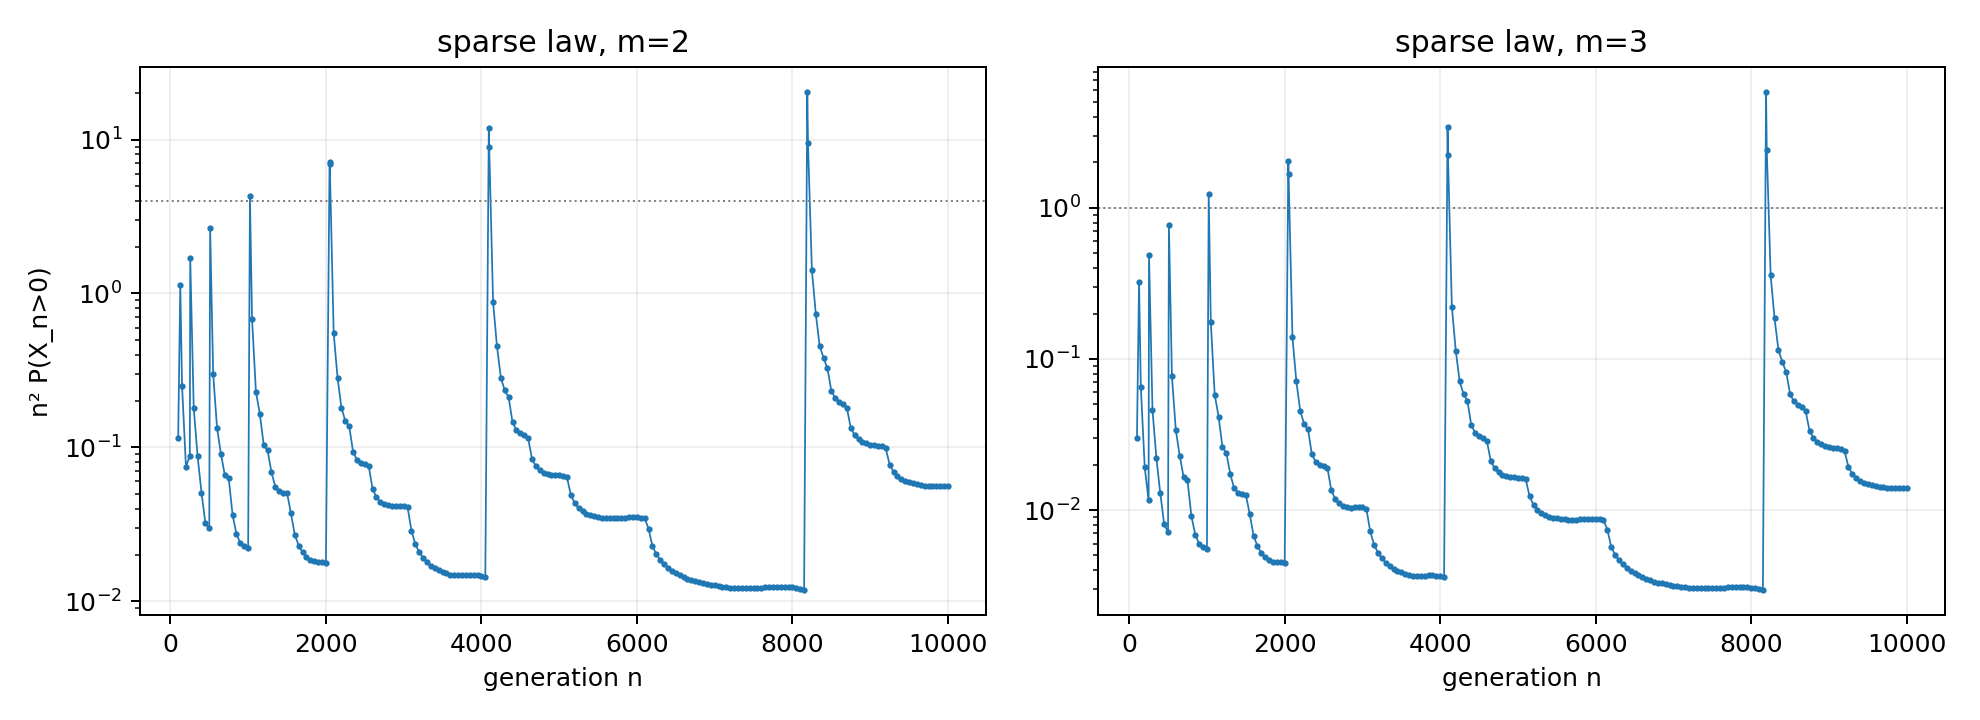 sparse law, m=2
n² P(X_n>0)
10¹
10⁰
10⁻¹
10⁻²
0 2000 4000 6000 8000 10000
generation n
sparse law, m=3
10⁰
10⁻¹
10⁻²
0 2000 4000 6000 8000 10000
generation n